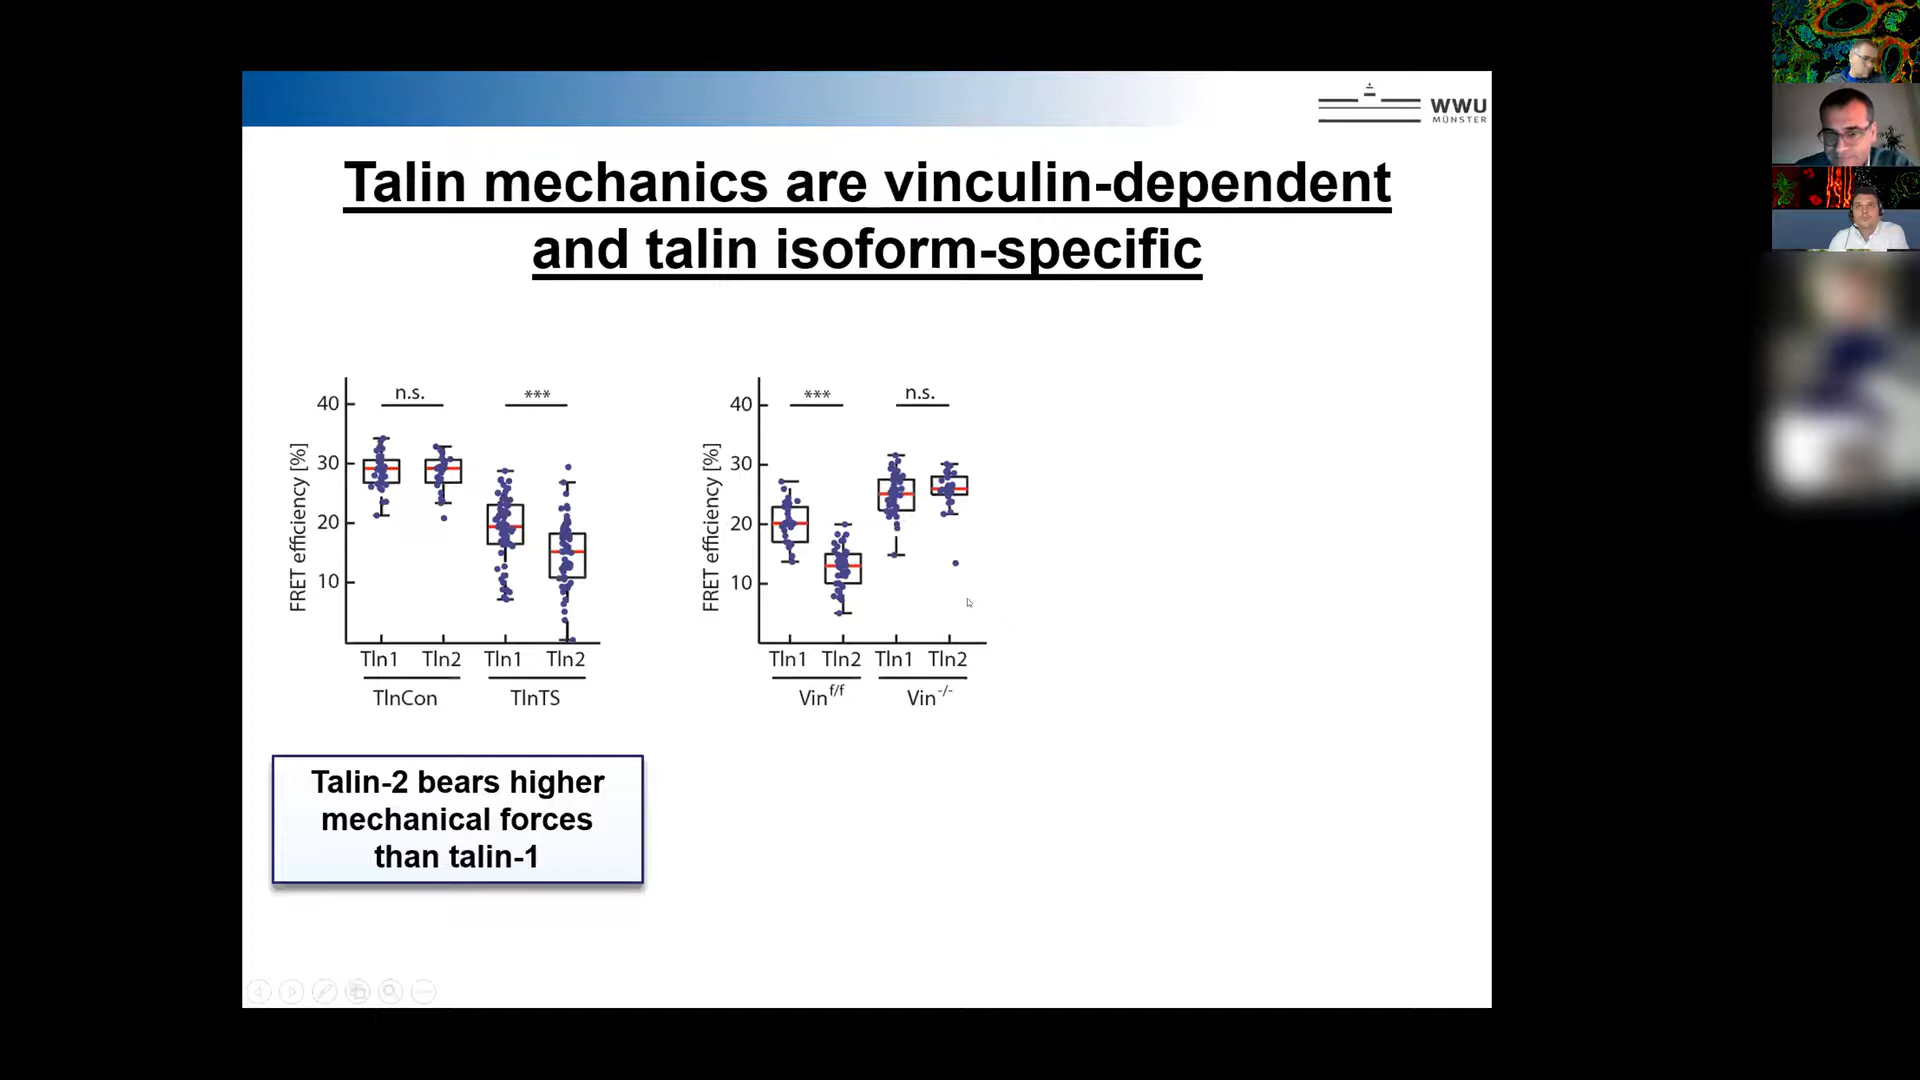 WWU
MÜNSTER
Talin mechanics are vinculin-dependent
and talin isoform-specific
FRET efficiency [%]
40
30
20
10
n.s.
***
Tln1 Tln2 Tln1 Tln2
TlnCon TlnTS
FRET efficiency [%]
40
30
20
10
***
n.s.
Tln1 Tln2 Tln1 Tln2
Vin^f/f Vin^-/-
Talin-2 bears higher
mechanical forces
than talin-1